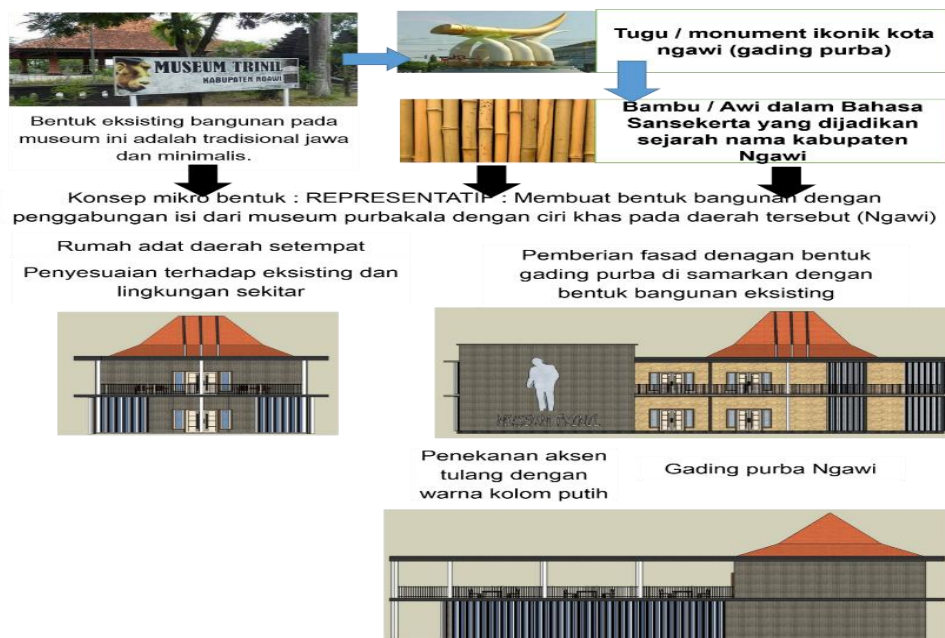 MUSEUM TRINIL
KABUPATEN NGAWI
Tugu / monument ikonik kota
ngawi (gading purba)
Bentuk eksisting bangunan pada
museum ini adalah tradisional jawa
dan minimalis.
Bambu / Awi dalam Bahasa
Sansekerta yang dijadikan
sejarah nama kabupaten
Ngawi
Konsep mikro bentuk : REPRESENTATIF : Membuat bentuk bangunan dengan
penggabungan isi dari museum purbakala dengan ciri khas pada daerah tersebut (Ngawi)
Rumah adat daerah setempat
Penyesuaian terhadap eksisting dan
lingkungan sekitar
Pemberian fasad denagan bentuk
gading purba di samarkan dengan
bentuk bangunan eksisting
MUSEUM TRINIL
Penekanan aksen
tulang dengan
warna kolom putih
Gading purba Ngawi